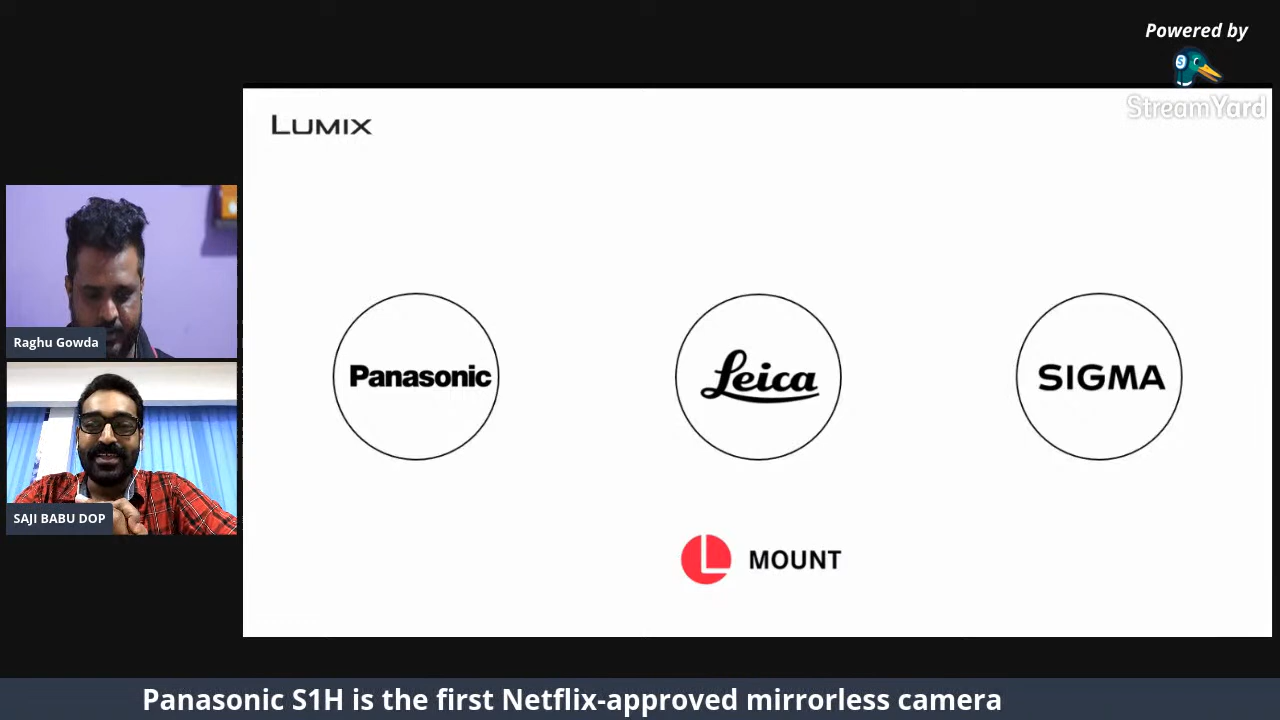 Powered by
StreamYard
LUMIX
Panasonic
Leica
SIGMA
L MOUNT
Raghu Gowda
SAJI BABU DOP
Panasonic S1H is the first Netflix-approved mirrorless camera